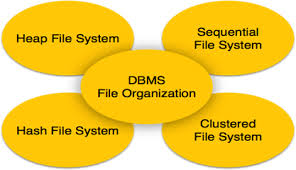 Heap File System
Sequential
File System
DBMS
File Organization
Hash File System
Clustered
File System